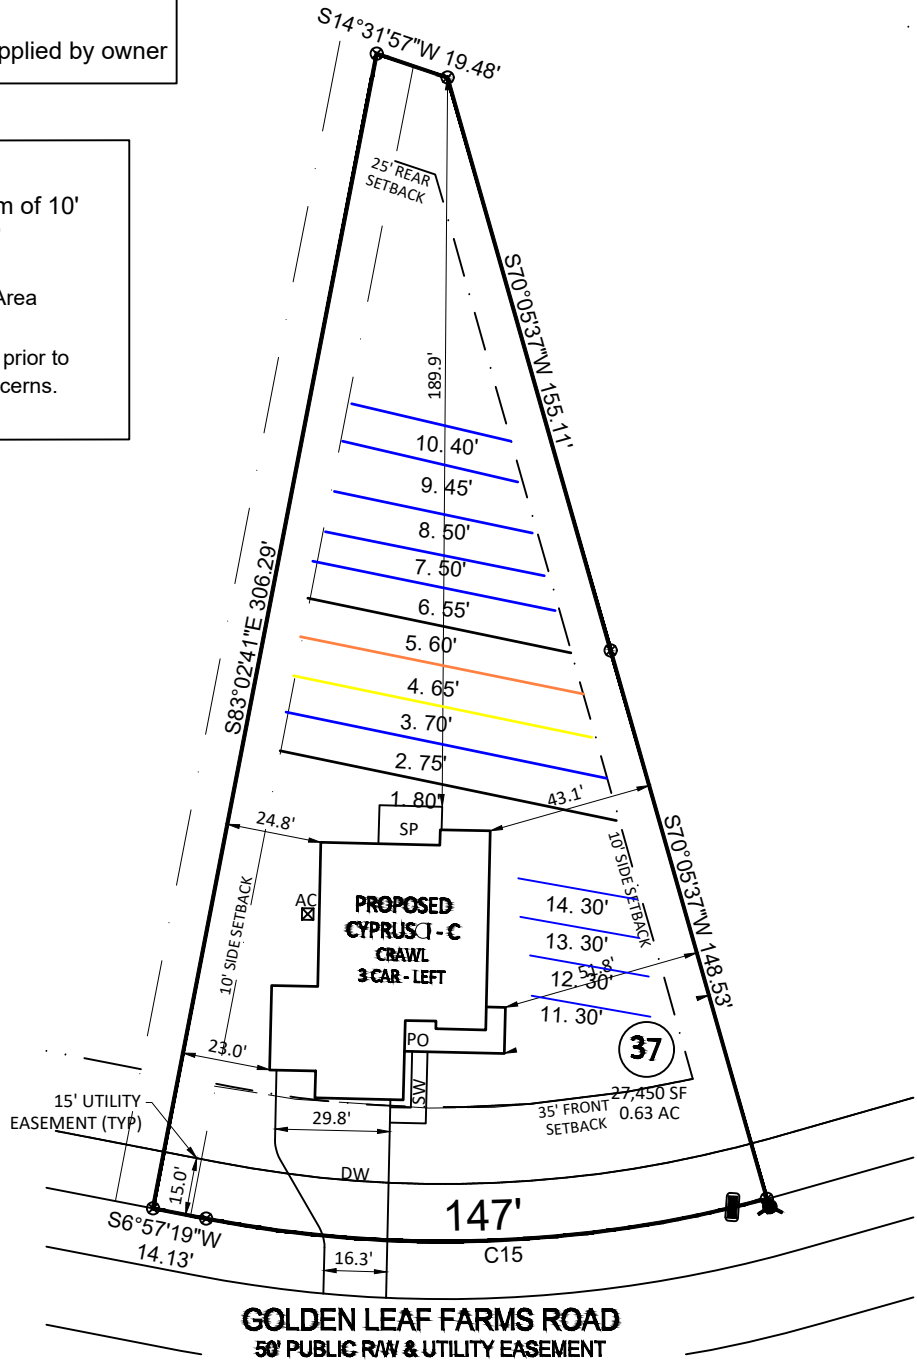 S14°31'57"W 19.48'
pplied by owner
m of 10'
Area
prior to
cerns.
25' REAR
SETBACK
S70°05'37"W 155.11'
189.9'
10. 40'
9. 45'
8. 50'
7. 50'
6. 55'
5. 60'
4. 65'
3. 70'
2. 75'
1. 80'
S83°02'41"E 306.29'
43.1'
24.8'
SP
10' SIDE SETBACK
S70°05'37"W 148.53'
AC
PROPOSED
CYPRUS I - C
CRAWL
3 CAR - LEFT
14. 30'
13. 30'
12. 30'
51.8'
11. 30'
10' SIDE SETBACK
23.0'
PO
SW
37
27,450 SF
0.63 AC
35' FRONT
SETBACK
15' UTILITY
EASEMENT (TYP)
29.8'
DW
15.0'
147'
C15
S6°57'19"W
14.13'
16.3'
GOLDEN LEAF FARMS ROAD
50' PUBLIC R/W & UTILITY EASEMENT